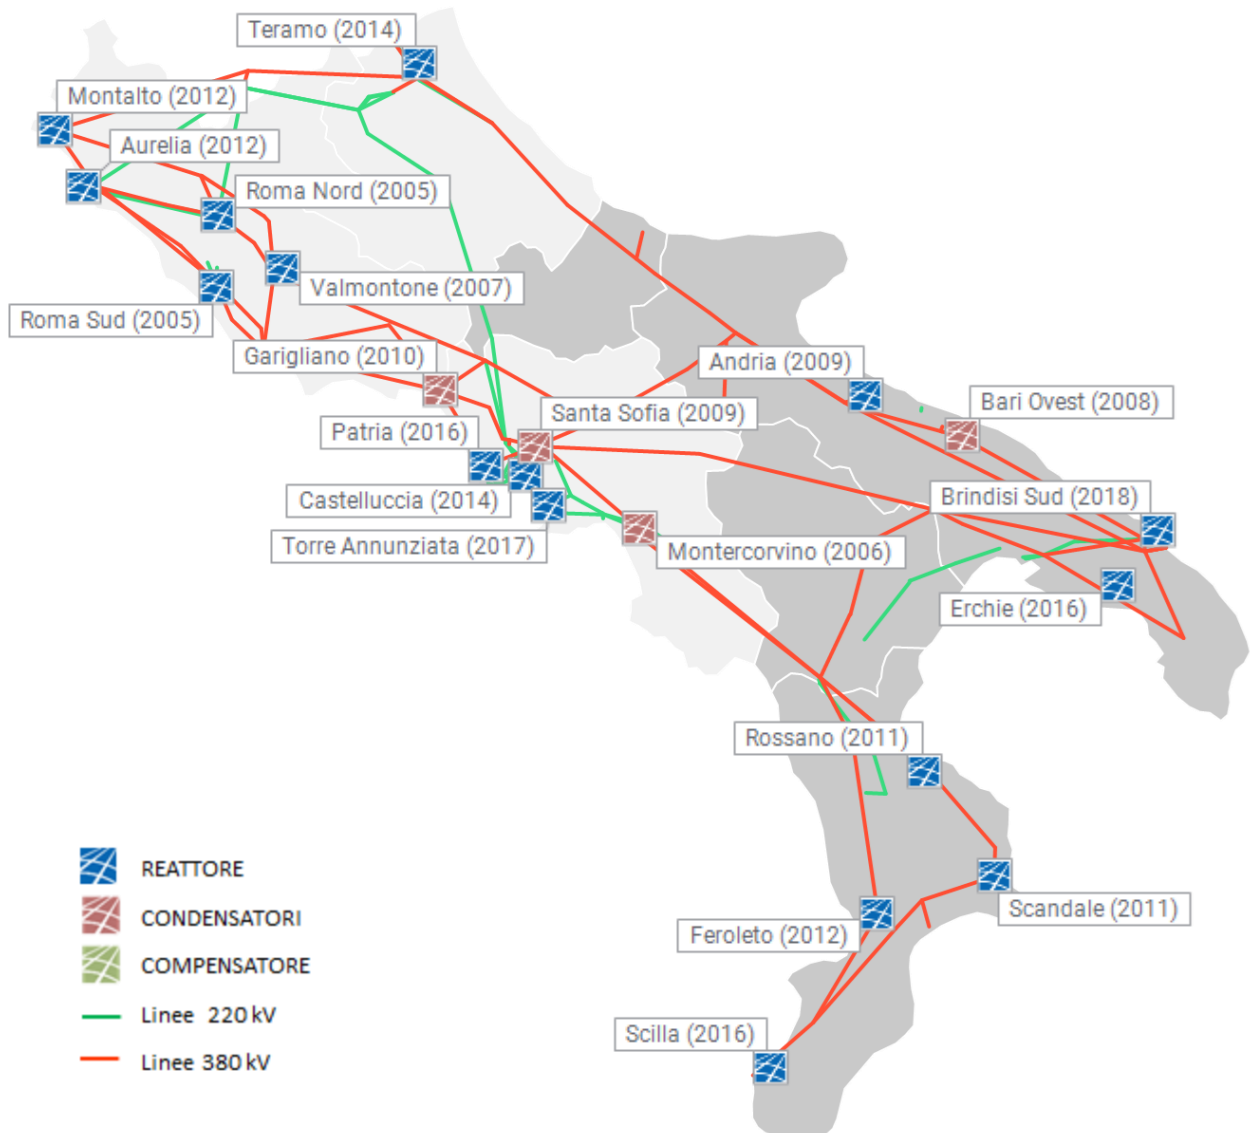 Teramo (2014)
Montalto (2012)
Aurelia (2012)
Roma Nord (2005)
Valmontone (2007)
Roma Sud (2005)
Garigliano (2010)
Andria (2009)
Bari Ovest (2008)
Santa Sofia (2009)
Patria (2016)
Castelluccia (2014)
Brindisi Sud (2018)
Torre Annunziata (2017)
Montercorvino (2006)
Erchie (2016)
Rossano (2011)
Scandale (2011)
Feroleto (2012)
Scilla (2016)
REATTORE
CONDENSATORI
COMPENSATORE
Linee 220 kV
Linee 380 kV